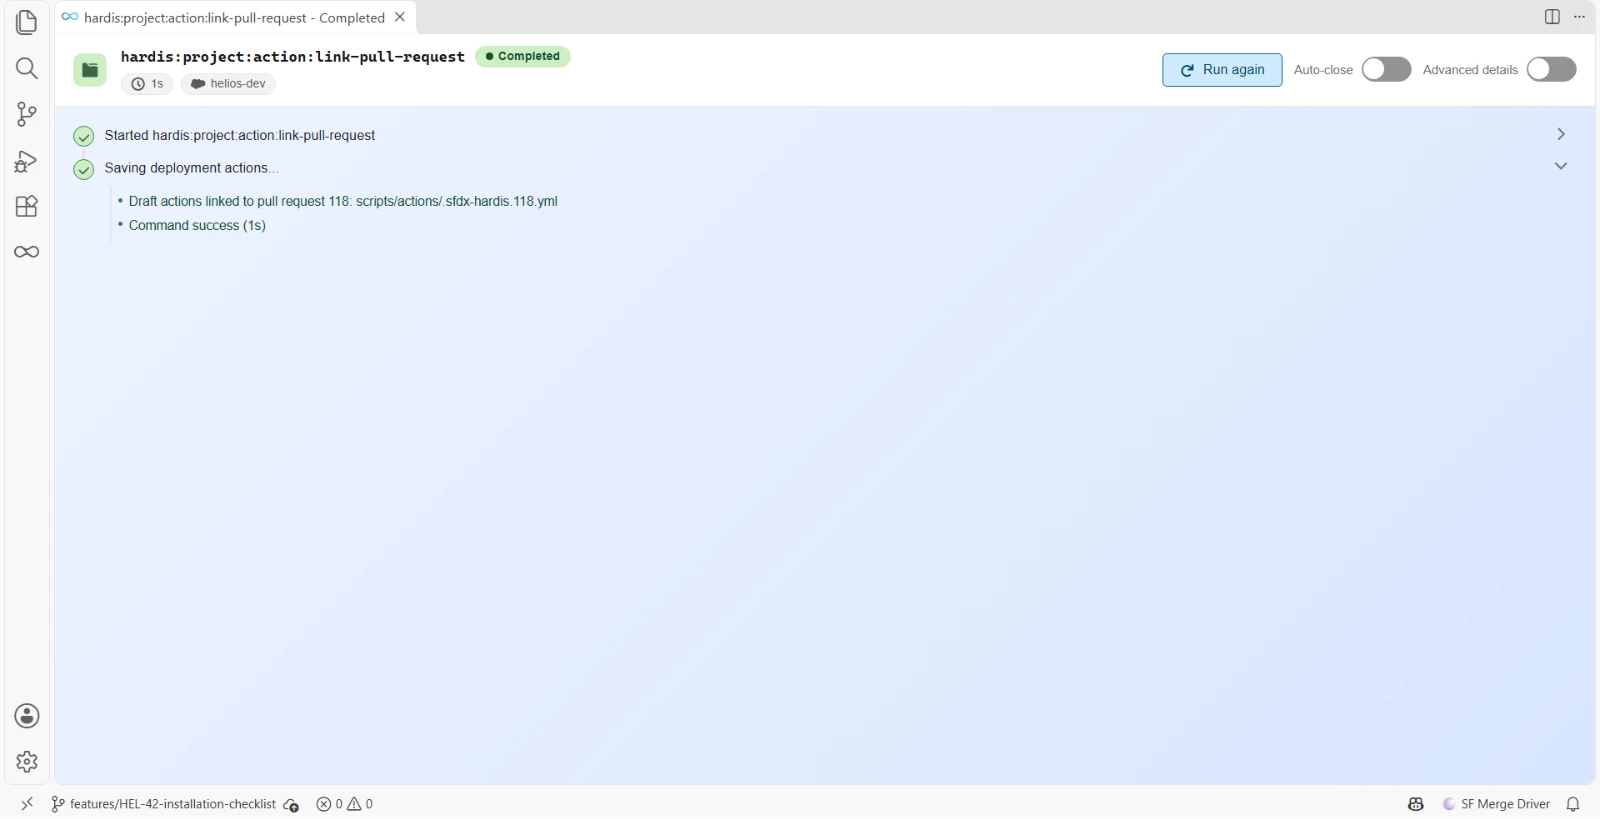 hardis:project:action:link-pull-request - Completed
hardis:project:action:link-pull-request
Completed
1s
helios-dev
Run again
Auto-close
Advanced details
Started hardis:project:action:link-pull-request
Saving deployment actions...
• Draft actions linked to pull request 118: scripts/actions/.sfdx-hardis.118.yml
• Command success (1s)
features/HEL-42-installation-checklist
0
0
SF Merge Driver